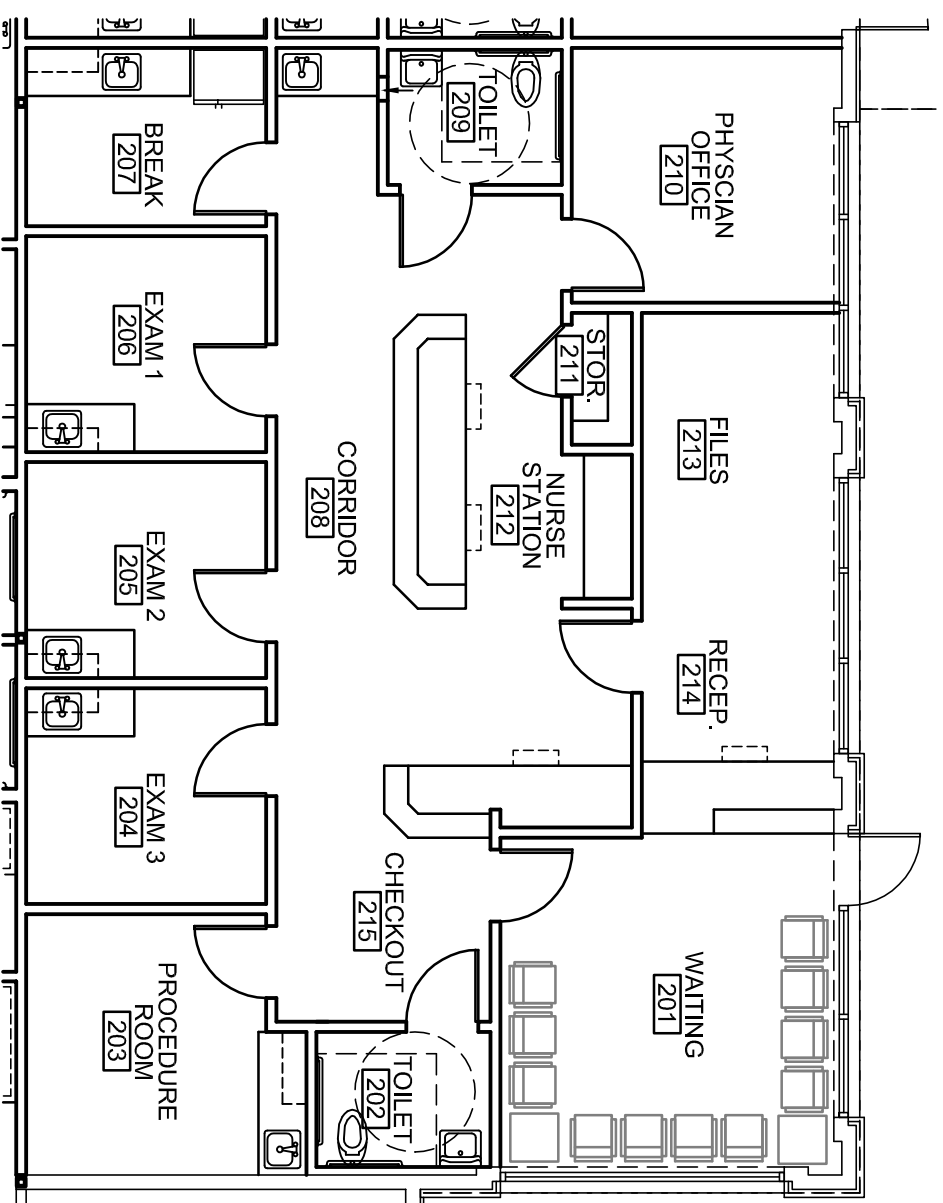 PHYSCIAN
OFFICE
210
FILES
213
RECEP.
214
WAITING
201
STOR.
211
NURSE
STATION
212
TOILET
209
CORRIDOR
208
CHECKOUT
215
TOILET
202
BREAK
207
EXAM 1
206
EXAM 2
205
EXAM 3
204
PROCEDURE
ROOM
203